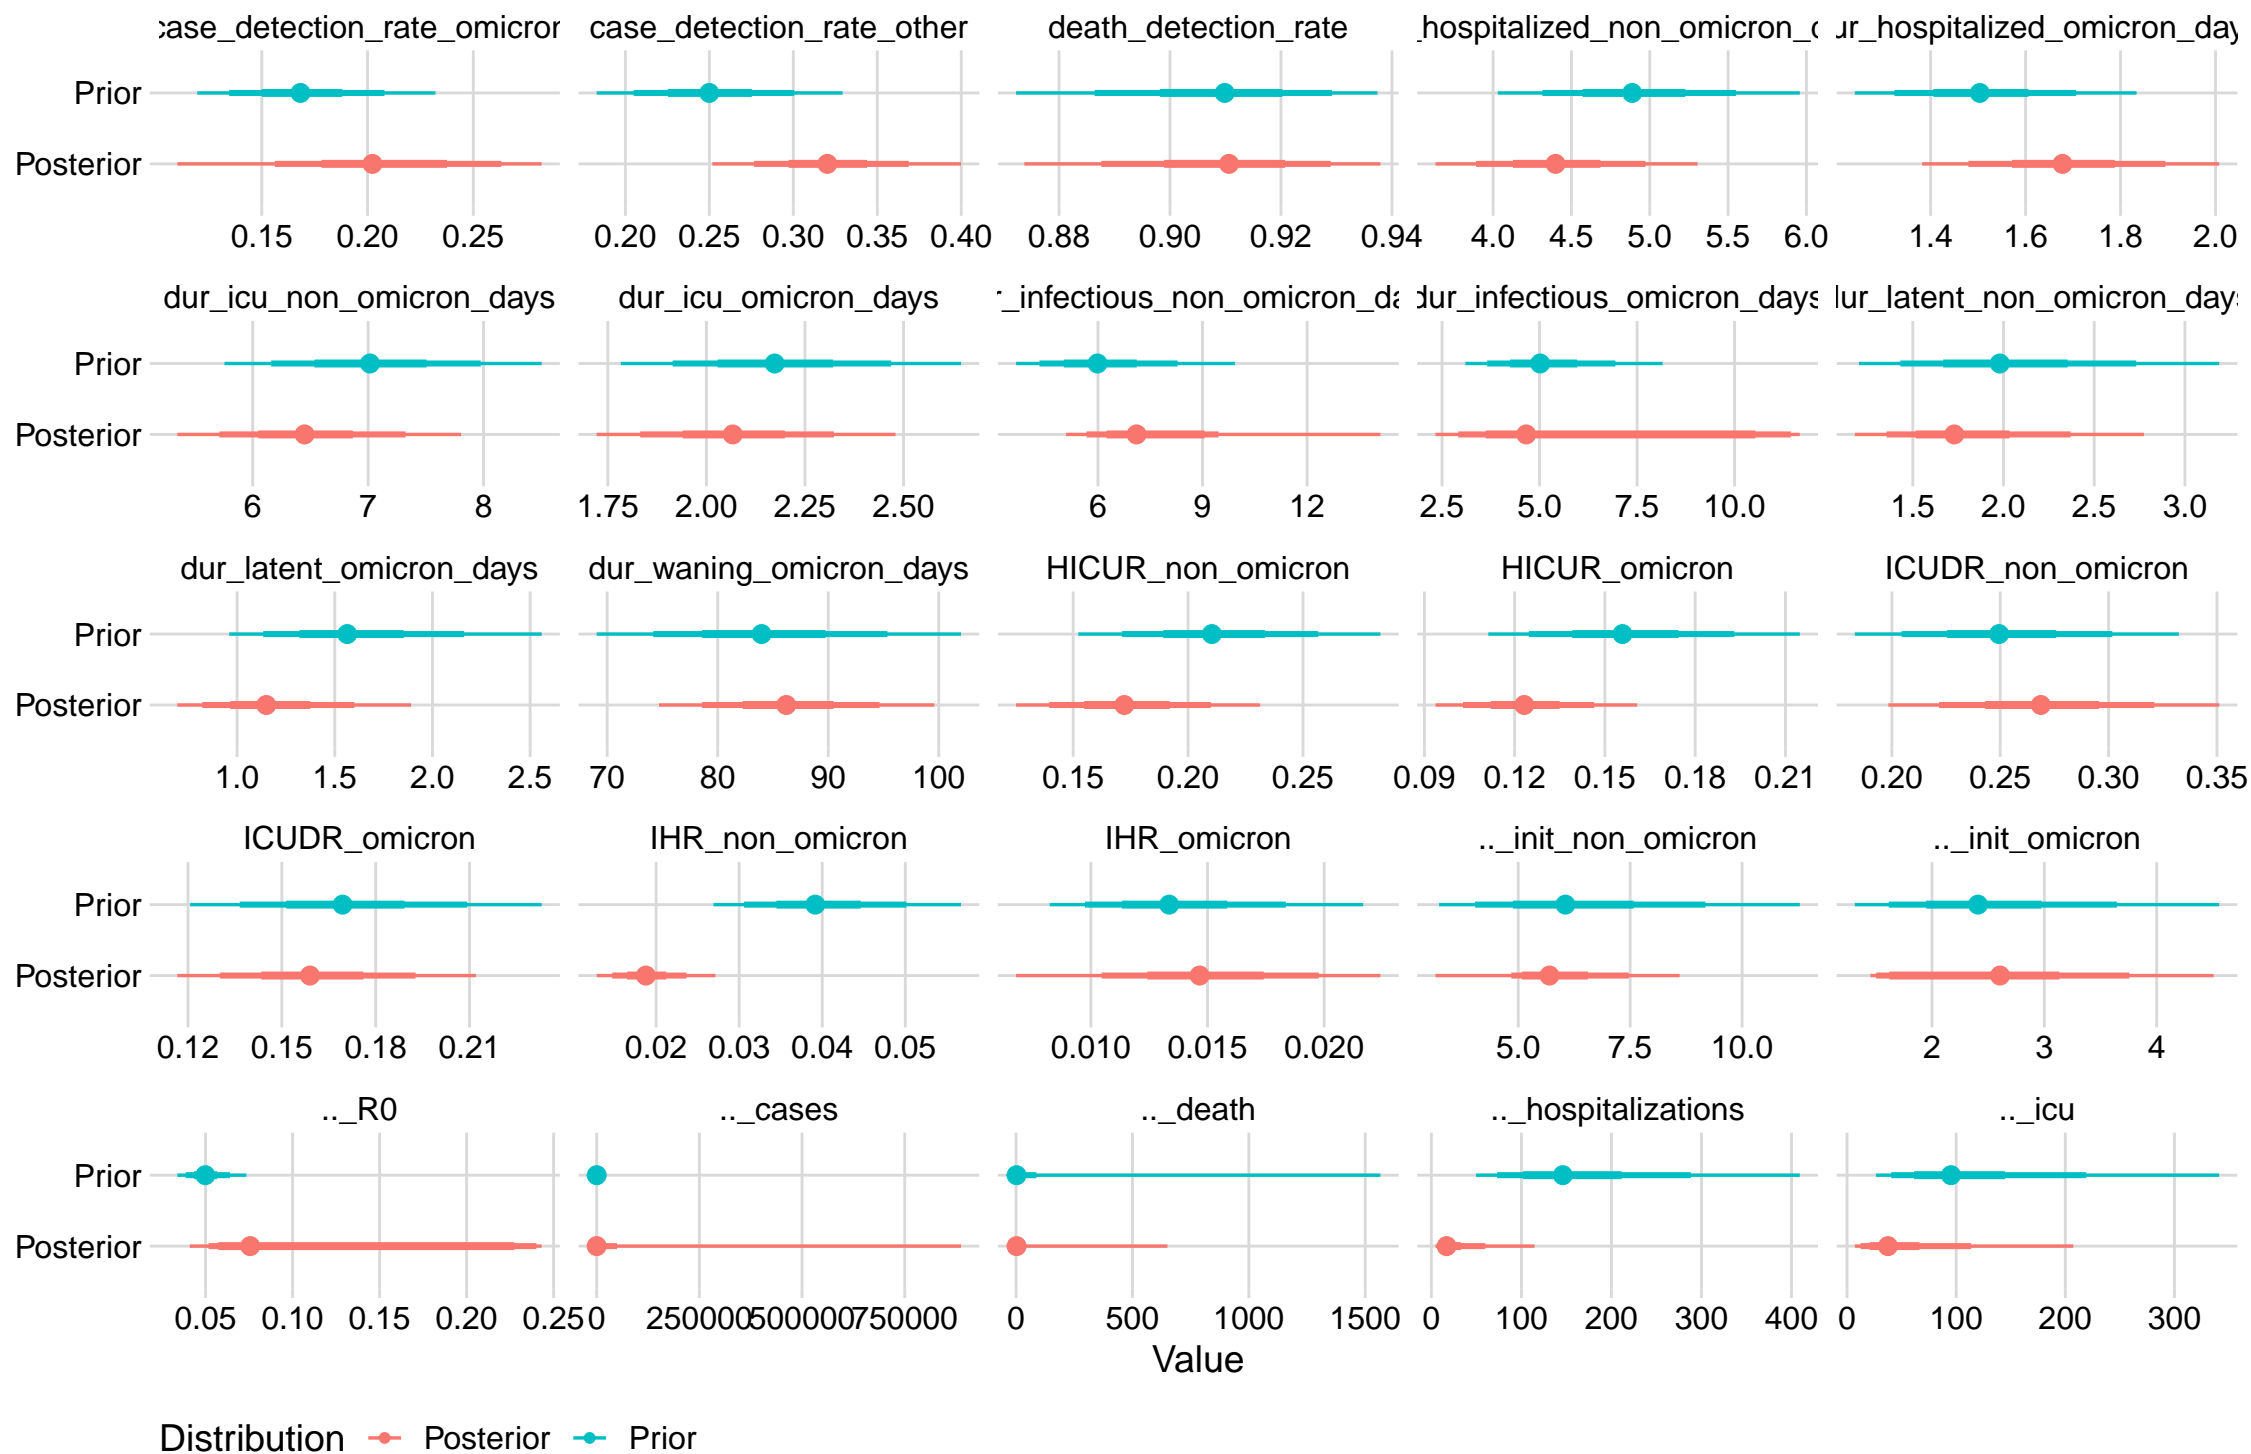 case_detection_rate_omicron case_detection_rate_other death_detection_rate _hospitalized_non_omicron_ ur_hospitalized_omicron_day
Prior
Posterior
0.15 0.20 0.25 0.20 0.25 0.30 0.35 0.40 0.88 0.90 0.92 0.94 4.0 4.5 5.0 5.5 6.0 1.4 1.6 1.8 2.0
dur_icu_non_omicron_days dur_icu_omicron_days _infectious_non_omicron_da dur_infectious_omicron_days ur_latent_non_omicron_days
Prior
Posterior
6 7 8 1.75 2.00 2.25 2.50 6 9 12 2.5 5.0 7.5 10.0 1.5 2.0 2.5 3.0
dur_latent_omicron_days dur_waning_omicron_days HICUR_non_omicron HICUR_omicron ICUDR_non_omicron
Prior
Posterior
1.0 1.5 2.0 2.5 70 80 90 100 0.15 0.20 0.25 0.09 0.12 0.15 0.18 0.21 0.20 0.25 0.30 0.35
ICUDR_omicron IHR_non_omicron IHR_omicron .._init_non_omicron .._init_omicron
Prior
Posterior
0.12 0.15 0.18 0.21 0.02 0.03 0.04 0.05 0.010 0.015 0.020 5.0 7.5 10.0 2 3 4
.._R0 .._cases .._death .._hospitalizations .._icu
Prior
Posterior
0.05 0.10 0.15 0.20 0.25 0 250000 500000 750000 0 500 1000 1500 0 100 200 300 400 0 100 200 300
Value
Distribution Posterior Prior